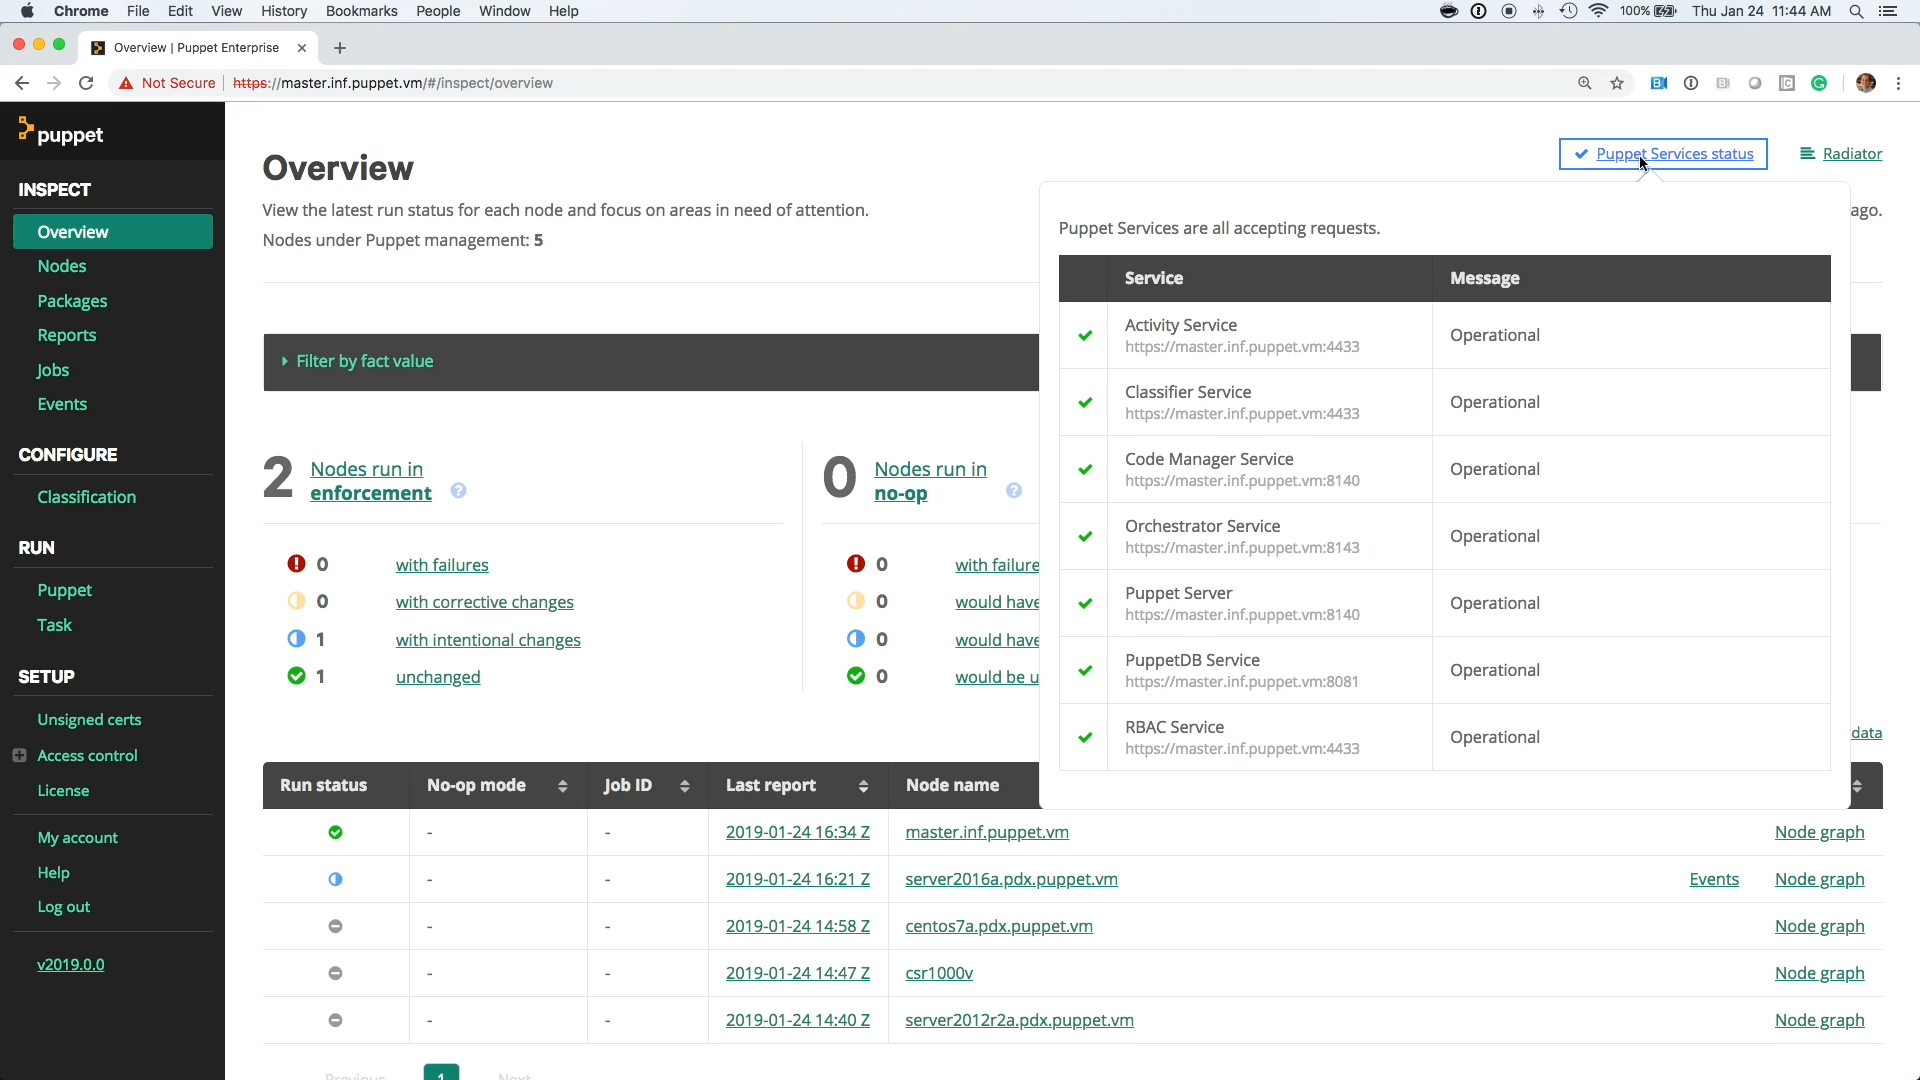 Chrome File Edit View History Bookmarks People Window Help 100% Thu Jan 24 11:44 AM
Overview | Puppet Enterprise
Not Secure https://master.inf.puppet.vm/#/inspect/overview
puppet
INSPECT
Overview
Nodes
Packages
Reports
Jobs
Events
CONFIGURE
Classification
RUN
Puppet
Task
SETUP
Unsigned certs
Access control
License
My account
Help
Log out
v2019.0.0
Overview
Puppet Services status
Radiator
View the latest run status for each node and focus on areas in need of attention.
ago.
Nodes under Puppet management: 5
Filter by fact value
2 Nodes run in
enforcement ?
0 with failures
0 with corrective changes
1 with intentional changes
1 unchanged
0 Nodes run in
no-op ?
0 with failure
0 would have
0 would have
0 would be u
Puppet Services are all accepting requests.
Service Message
Activity Service
https://master.inf.puppet.vm:4433
Operational
Classifier Service
https://master.inf.puppet.vm:4433
Operational
Code Manager Service
https://master.inf.puppet.vm:8140
Operational
Orchestrator Service
https://master.inf.puppet.vm:8143
Operational
Puppet Server
https://master.inf.puppet.vm:8140
Operational
PuppetDB Service
https://master.inf.puppet.vm:8081
Operational
RBAC Service
https://master.inf.puppet.vm:4433
Operational
data
Run status No-op mode Job ID Last report Node name
- - 2019-01-24 16:34 Z master.inf.puppet.vm Node graph
- - 2019-01-24 16:21 Z server2016a.pdx.puppet.vm Events Node graph
- - 2019-01-24 14:58 Z centos7a.pdx.puppet.vm Node graph
- - 2019-01-24 14:47 Z csr1000v Node graph
- - 2019-01-24 14:40 Z server2012r2a.pdx.puppet.vm Node graph
Previous 1 Next